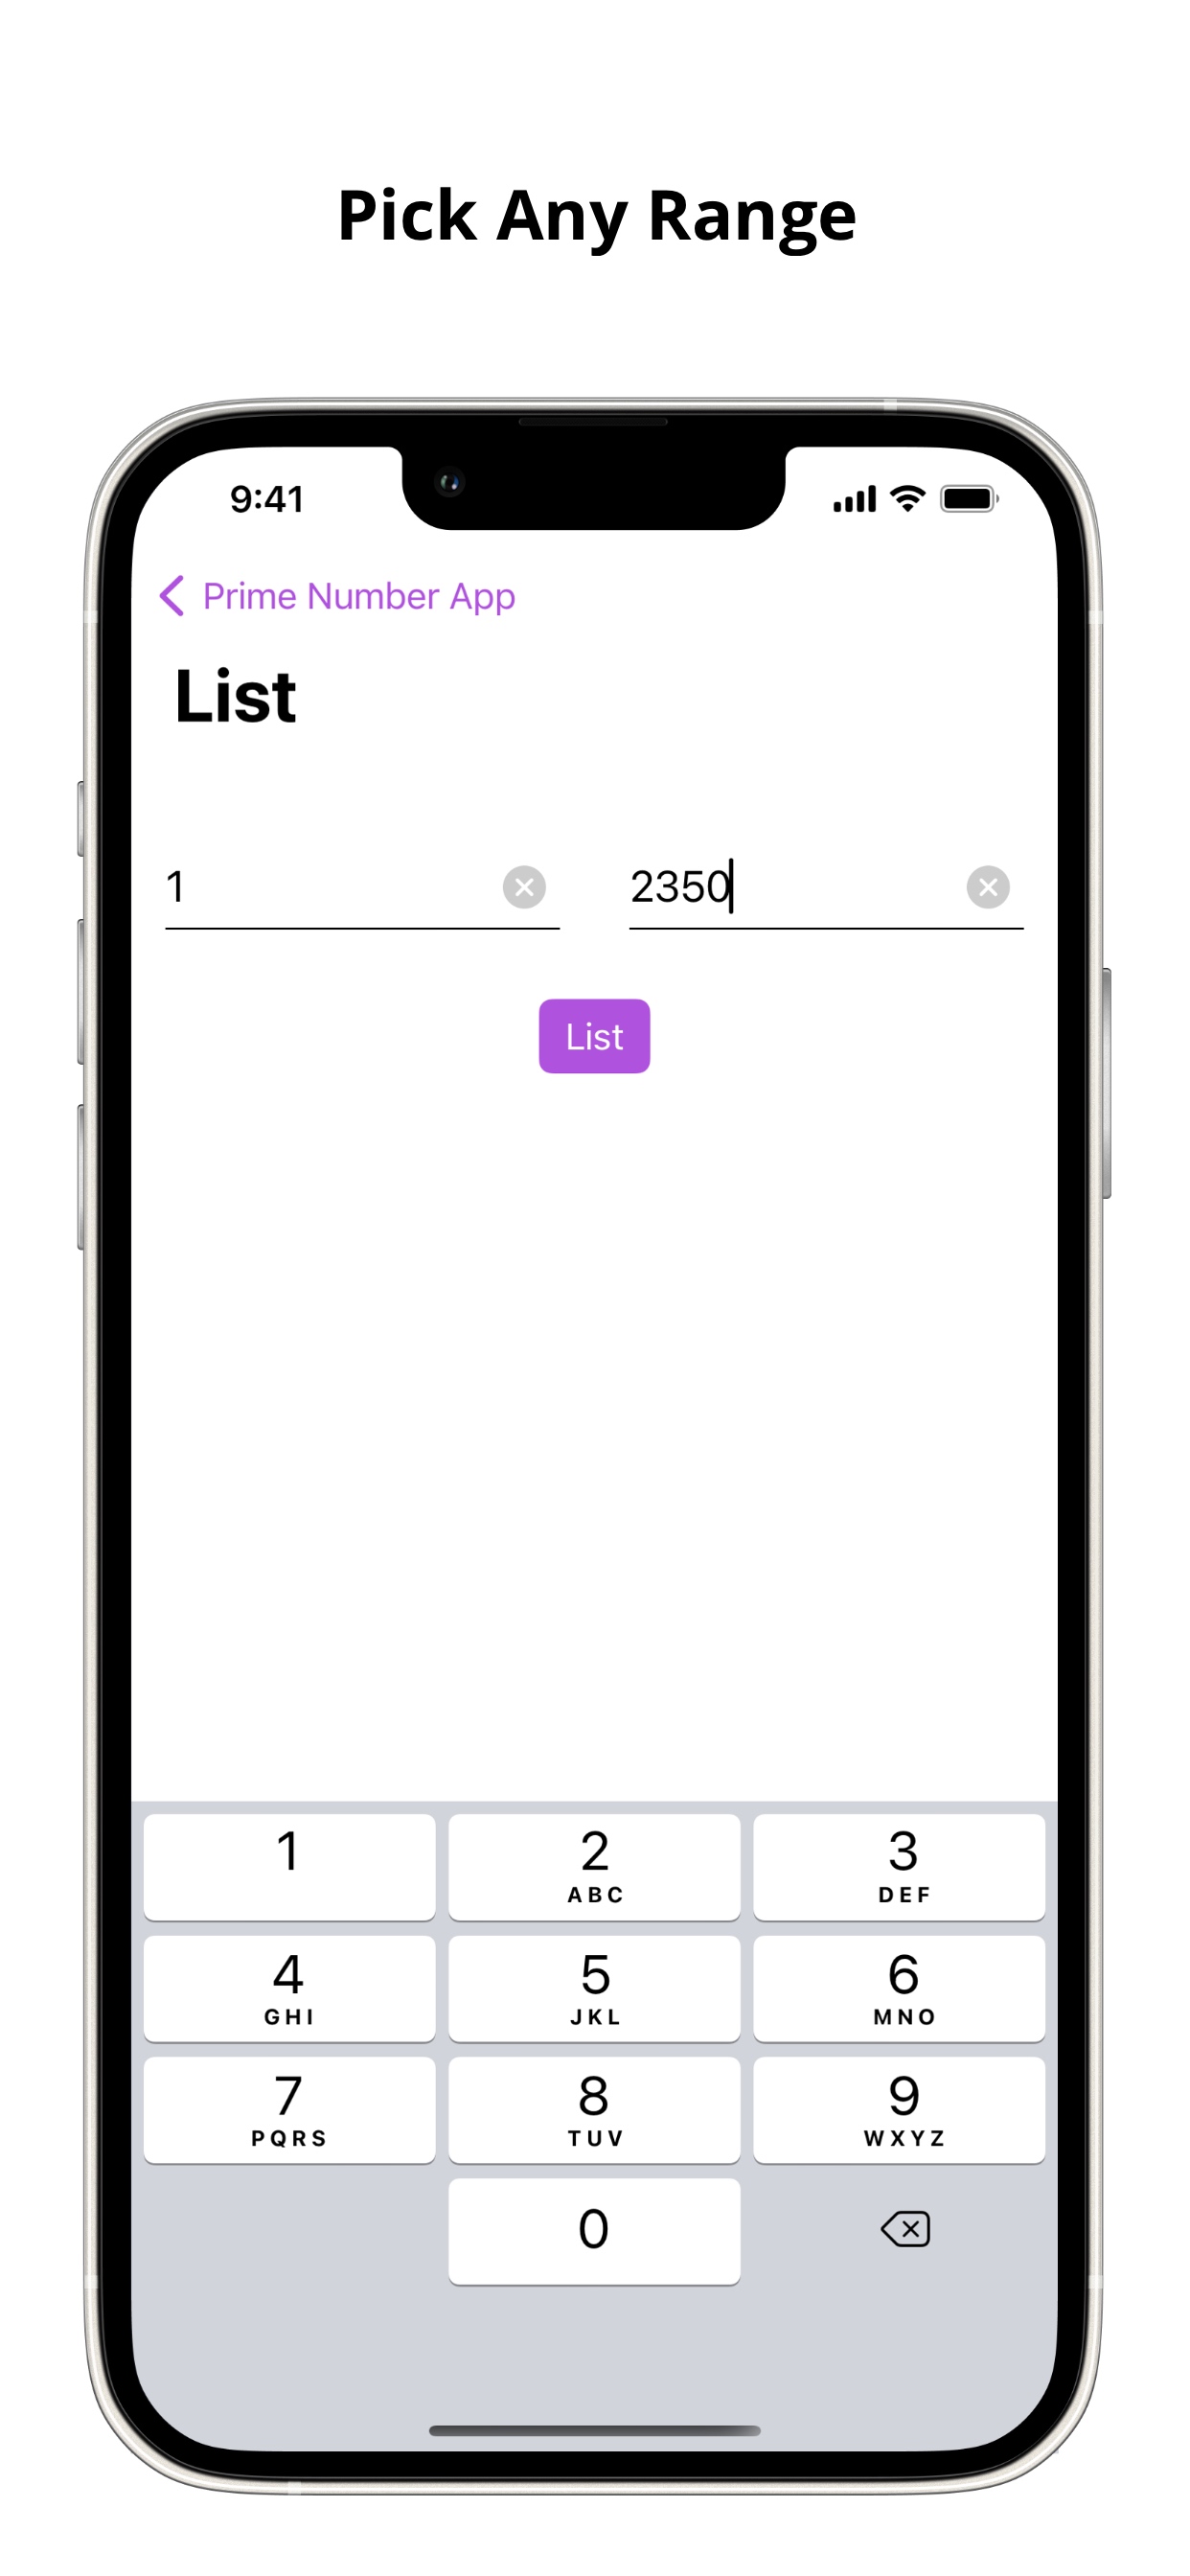 Pick Any Range
9:41
Prime Number App
List
1 2350
List
1 2 3
ABC DEF
4 5 6
GHI JKL MNO
7 8 9
PQRS TUV WXYZ
0